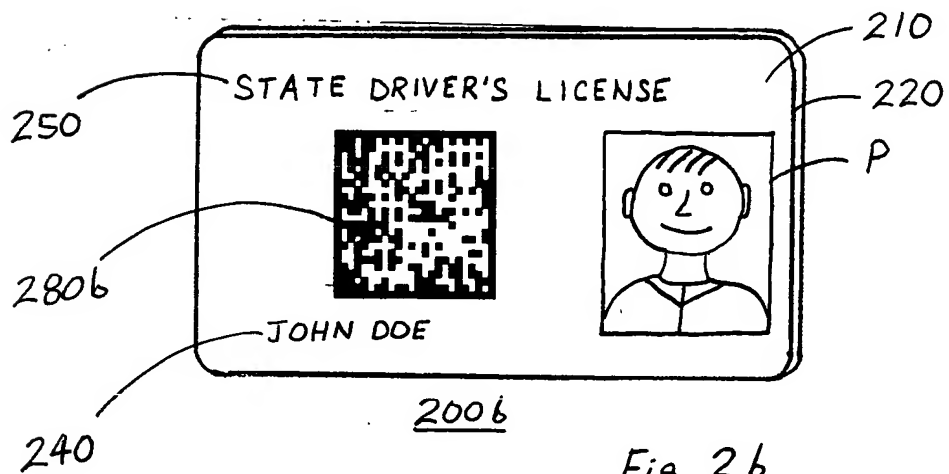 210
STATE DRIVER'S LICENSE
220
250
P
280b
JOHN DOE
200b
240
Fig. 2b